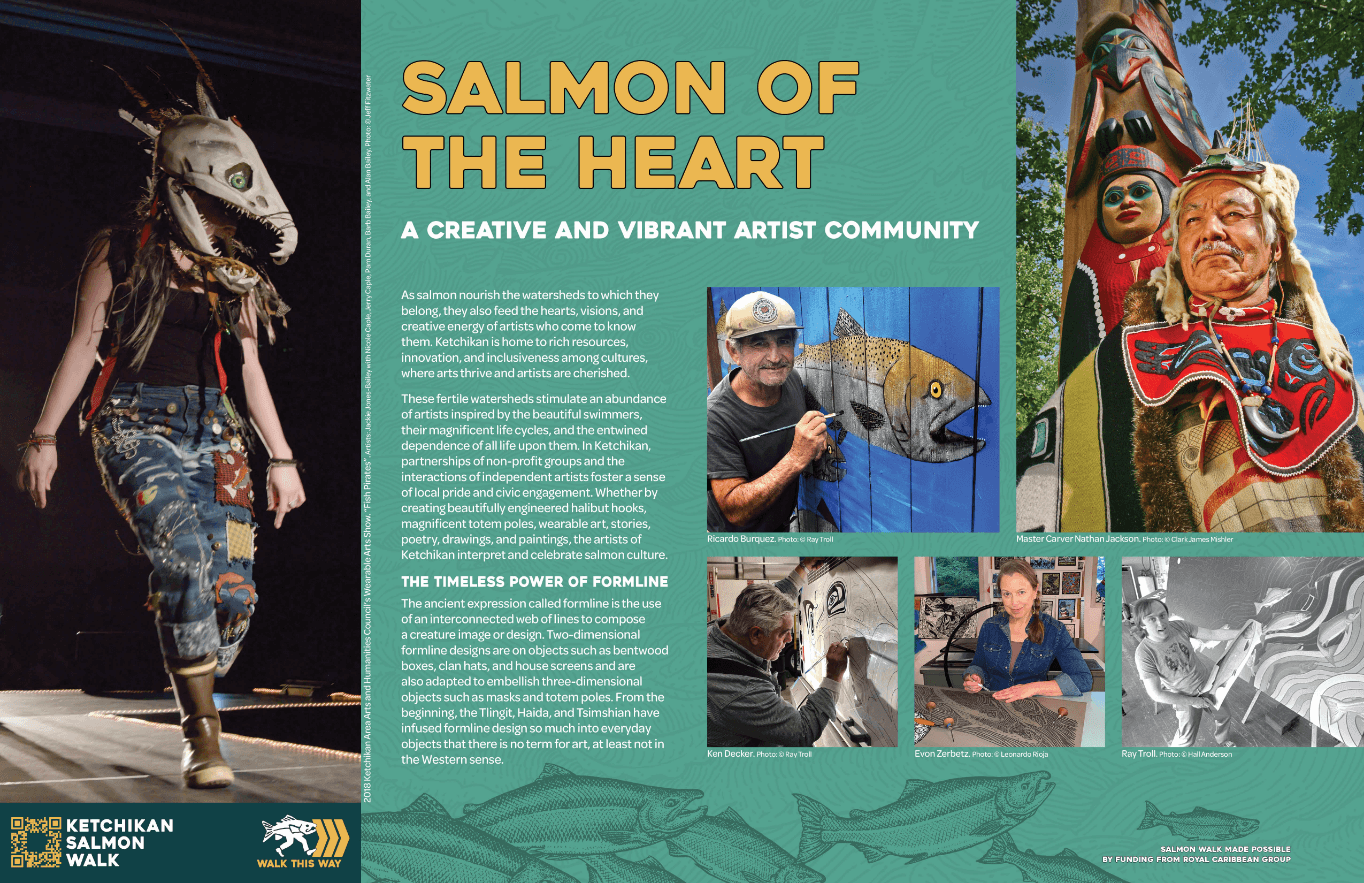 SALMON OF
THE HEART
A CREATIVE AND VIBRANT ARTIST COMMUNITY
As salmon nourish the watersheds to which they
belong, they also feed the hearts, visions, and
creative energy of artists who come to know
them. Ketchikan is home to rich resources,
innovation, and inclusiveness among cultures,
where arts thrive and artists are cherished.
These fertile watersheds stimulate an abundance
of artists inspired by the beautiful swimmers,
their magnificent life cycles, and the entwined
dependence of all life upon them. In Ketchikan,
partnerships of non-profit groups and the
interactions of independent artists foster a sense
of local pride and civic engagement. Whether by
creating beautifully engineered halibut hooks,
magnificent totem poles, wearable art, stories,
poetry, drawings, and paintings, the artists of
Ketchikan interpret and celebrate salmon culture.
THE TIMELESS POWER OF FORMLINE
The ancient expression called formline is the use
of an interconnected web of lines to compose
a creature image or design. Two-dimensional
formline designs are on objects such as bentwood
boxes, clan hats, and house screens and are
also adapted to embellish three-dimensional
objects such as masks and totem poles. From the
beginning, the Tlingit, Haida, and Tsimshian have
infused formline design so much into everyday
objects that there is no term for art, at least not in
the Western sense.
2018 Ketchikan Area Arts and Humanities Council's Wearable Arts Show. "Fish Pirates". Artists: Jackie Jones-Bailey with Nicole Caple, Jerry Caple, Pam Duran, Barb Bailey, and Alan Bailey. Photo: © Jeff Fitzwater
Ricardo Burquez. Photo: © Ray Troll
Master Carver Nathan Jackson. Photo: © Clark James Mishler
Ken Decker. Photo: © Ray Troll
Evon Zerbetz. Photo: © Leonardo Rioja
Ray Troll. Photo: © Hall Anderson
KETCHIKAN
SALMON
WALK
WALK THIS WAY
SALMON WALK MADE POSSIBLE
BY FUNDING FROM ROYAL CARIBBEAN GROUP